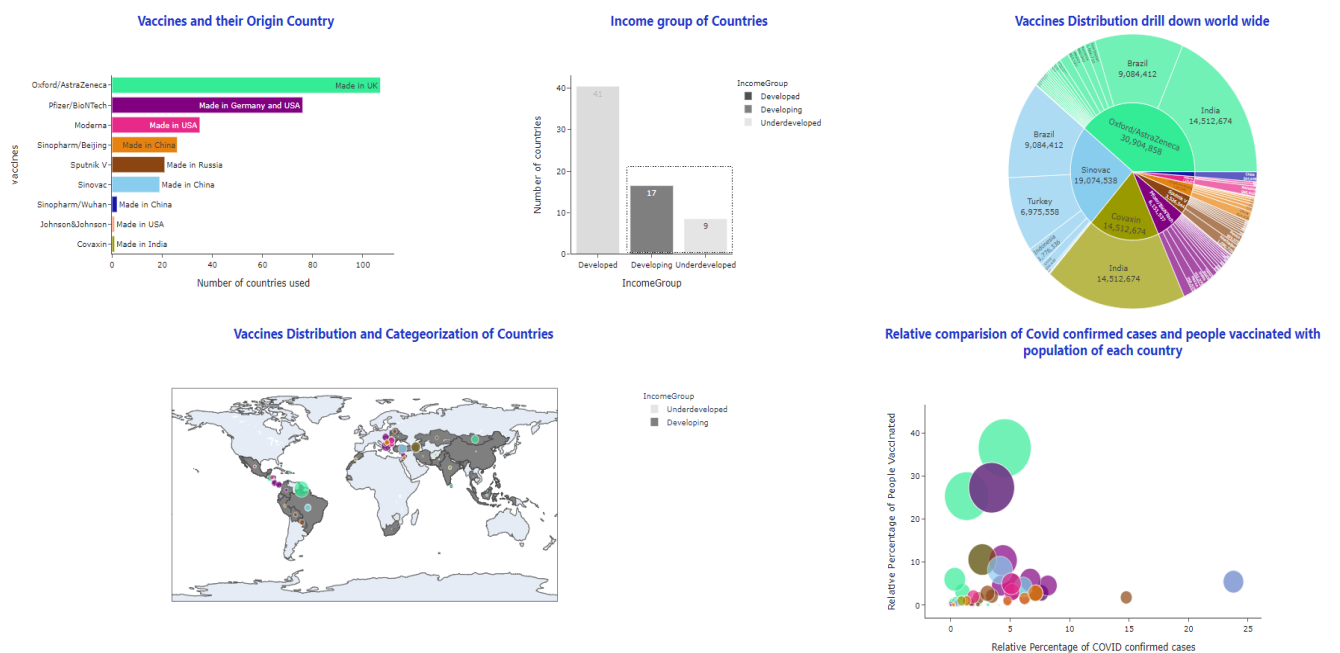 Vaccines and their Origin Country
vaccines
Oxford/AstraZeneca
Made in UK
Pfizer/BioNTech
Made in Germany and USA
Moderna
Made in USA
Sinopharm/Beijing
Made in China
Sputnik V
Made in Russia
Sinovac
Made in China
Sinopharm/Wuhan
Made in China
Johnson&Johnson
Made in USA
Covaxin
Made in India
0 20 40 60 80 100
Number of countries used
Income group of Countries
Number of countries
40
30
20
10
0
41
17
9
Developed Developing Underdeveloped
IncomeGroup
IncomeGroup
Developed
Developing
Underdeveloped
Vaccines Distribution drill down world wide
Brazil
9,084,412
India
14,512,674
Oxford/AstraZeneca
30,904,858
Brazil
9,084,412
Sinovac
19,074,538
Turkey
6,975,558
Indonesia
Covaxin
14,512,674
India
14,512,674
Vaccines Distribution and Categeorization of Countries
IncomeGroup
Underdeveloped
Developing
Relative comparision of Covid confirmed cases and people vaccinated with
population of each country
Relative Percentage of People Vaccinated
40
30
20
10
0
0 5 10 15 20 25
Relative Percentage of COVID confirmed cases